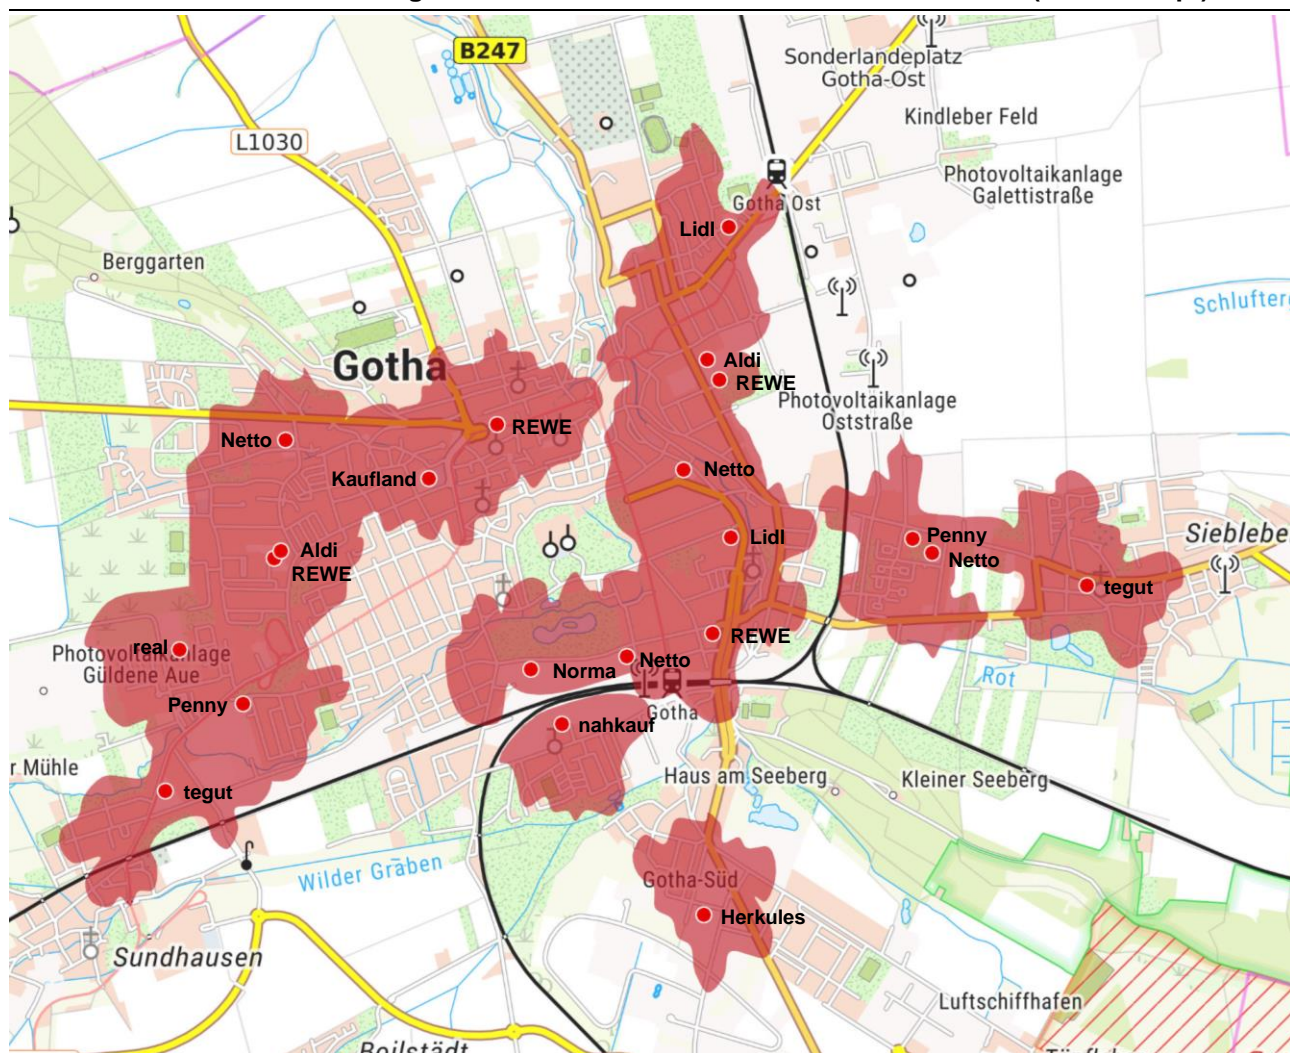 B247
Sonderlandeplatz
Gotha-Ost
Kindleber Feld
L1030
Photovoltaikanlage
Galettistraße
Gotha Ost
Lidl
Berggarten
Gotha
Aldi
REWE
Photovoltaikanlage
Oststraße
REWE
Netto
Kaufland
Netto
Lidl
Penny
Netto
tegut
Aldi
REWE
real
Photovoltaikanlage
Güldene Aue
REWE
Netto
Norma
Rot
Penny
nahkauf
Gotha
r Mühle
tegut
Haus am Seeberg
Kleiner Seeberg
Wilder Graben
Gotha-Süd
Herkules
Sundhausen
Luftschiffhafen